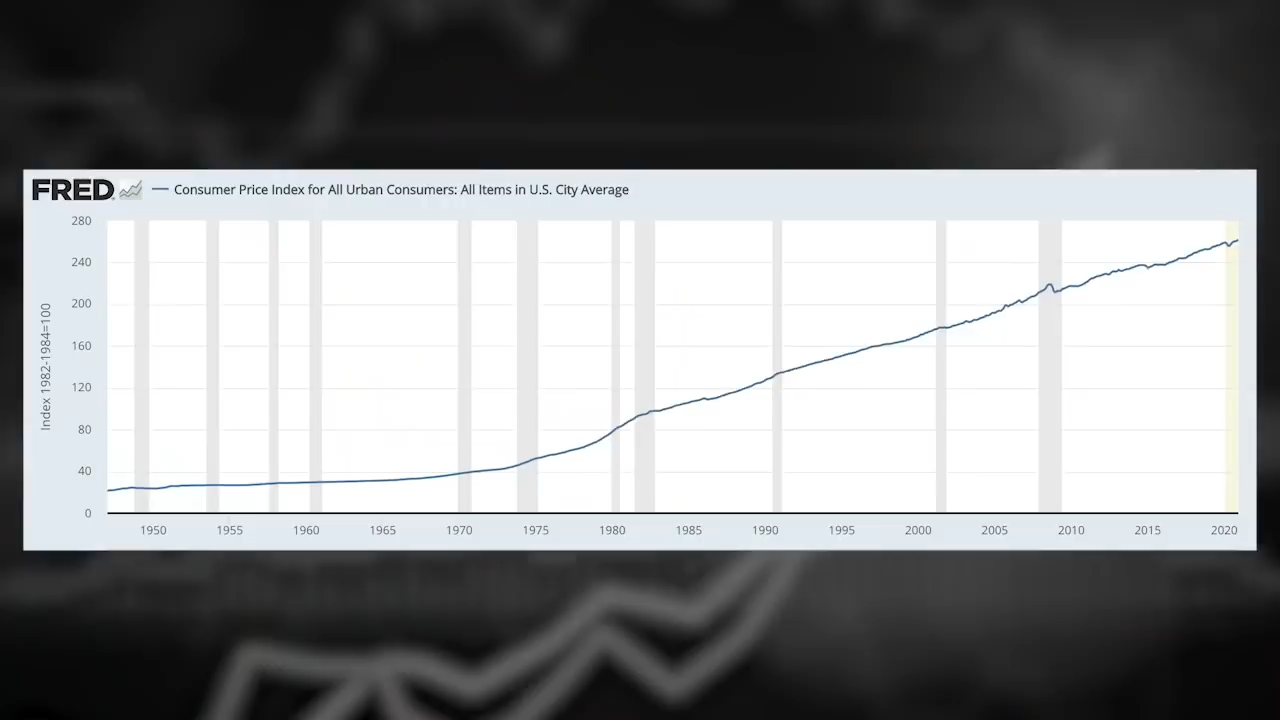 FRED Consumer Price Index for All Urban Consumers: All Items in U.S. City Average
Index 1982-1984=100
280
240
200
160
120
80
40
0
1950 1955 1960 1965 1970 1975 1980 1985 1990 1995 2000 2005 2010 2015 2020